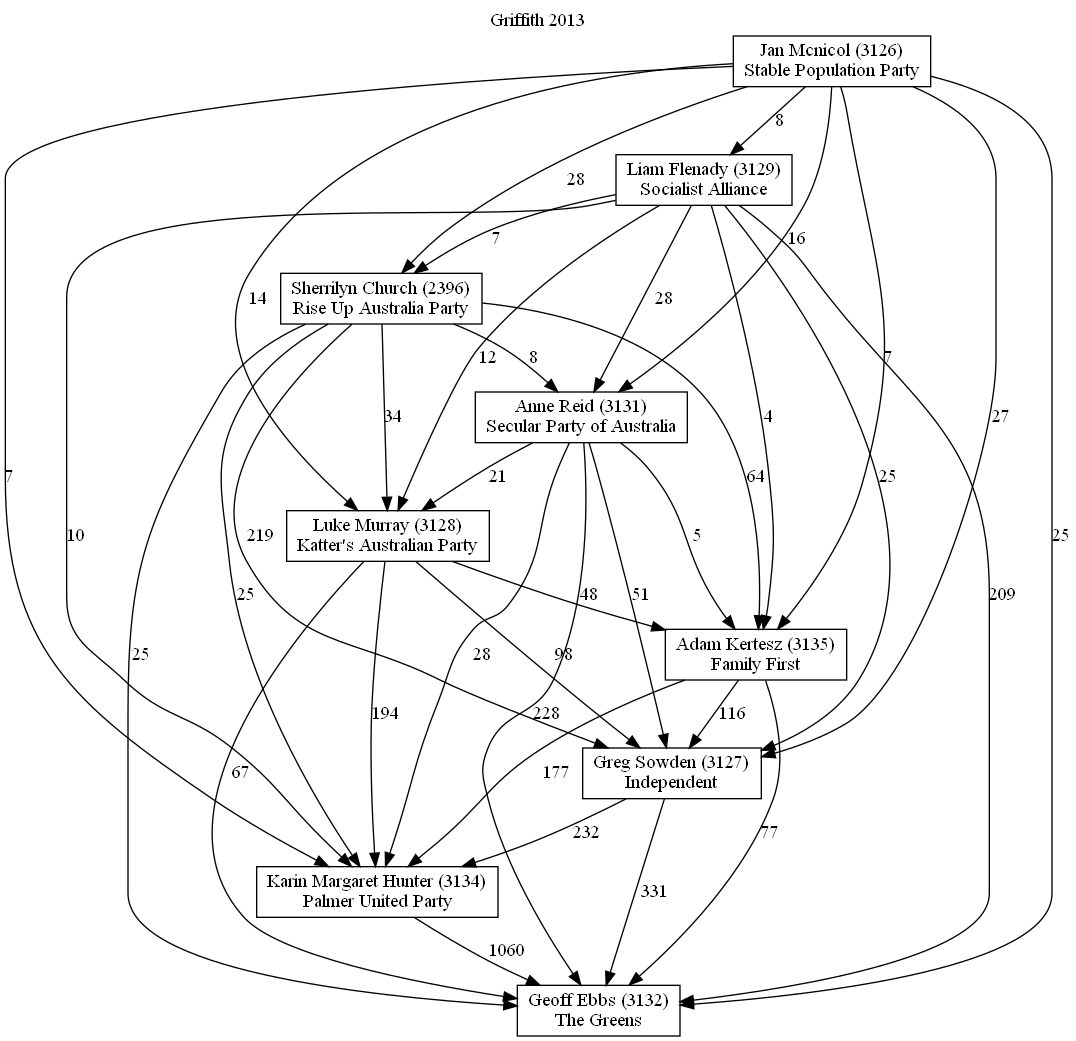 Griffith 2013
Jan Mcnicol (3126)
Stable Population Party
8
Liam Flenady (3129)
Socialist Alliance
28
7
16
Sherrilyn Church (2396)
Rise Up Australia Party
14
28
12
8
7
34
4
27
Anne Reid (3131)
Secular Party of Australia
7
21
64
25
Luke Murray (3128)
Katter's Australian Party
10
219
5
25
25
48
51
209
Adam Kertesz (3135)
Family First
25
28
98
194
228
116
Greg Sowden (3127)
Independent
67
177
232
77
Karin Margaret Hunter (3134)
Palmer United Party
331
1060
Geoff Ebbs (3132)
The Greens